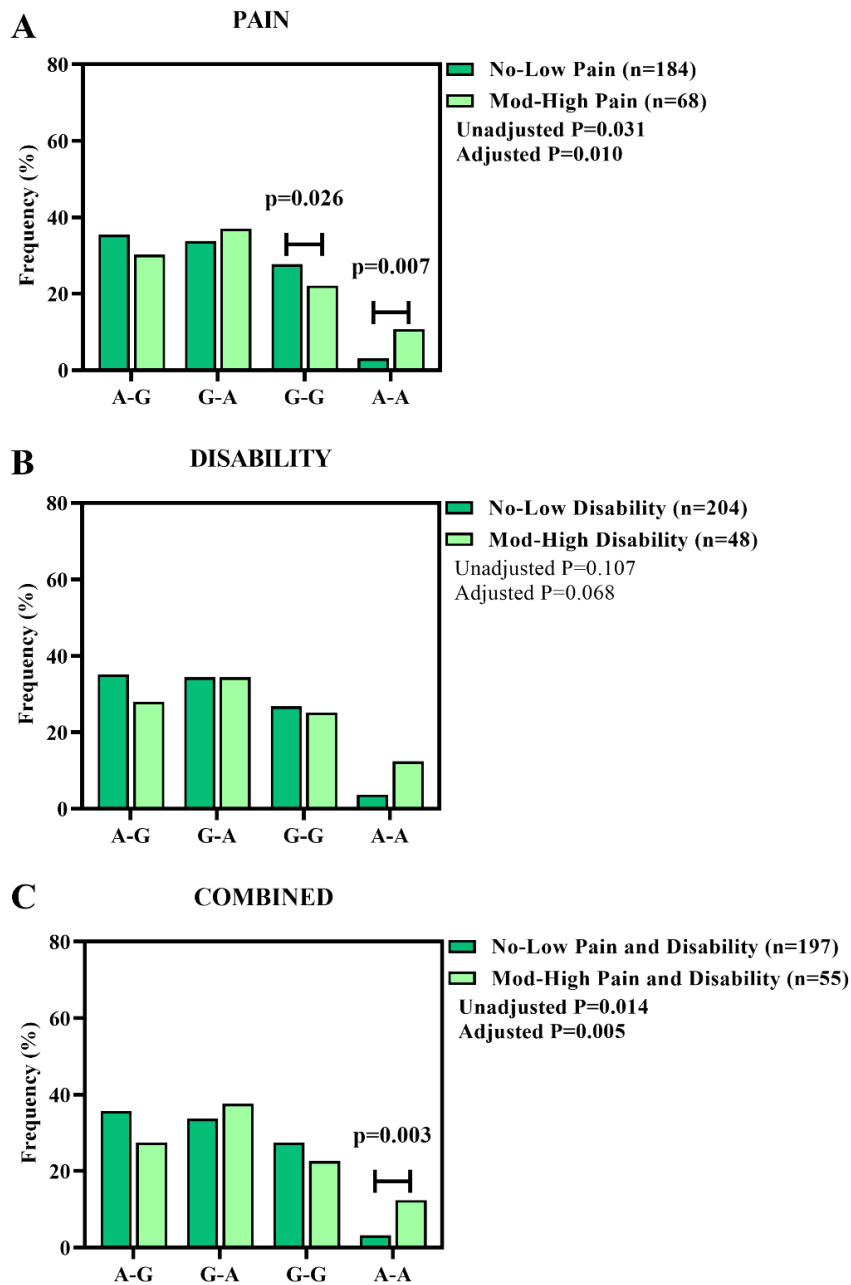 A
PAIN
80
60
40
20
0
Frequency (%)
No-Low Pain (n=184)
Mod-High Pain (n=68)
Unadjusted P=0.031
Adjusted P=0.010
p=0.026
p=0.007
A-G G-A G-G A-A
B
DISABILITY
80
60
40
20
0
Frequency (%)
No-Low Disability (n=204)
Mod-High Disability (n=48)
Unadjusted P=0.107
Adjusted P=0.068
A-G G-A G-G A-A
C
COMBINED
80
60
40
20
0
Frequency (%)
No-Low Pain and Disability (n=197)
Mod-High Pain and Disability (n=55)
Unadjusted P=0.014
Adjusted P=0.005
p=0.003
A-G G-A G-G A-A